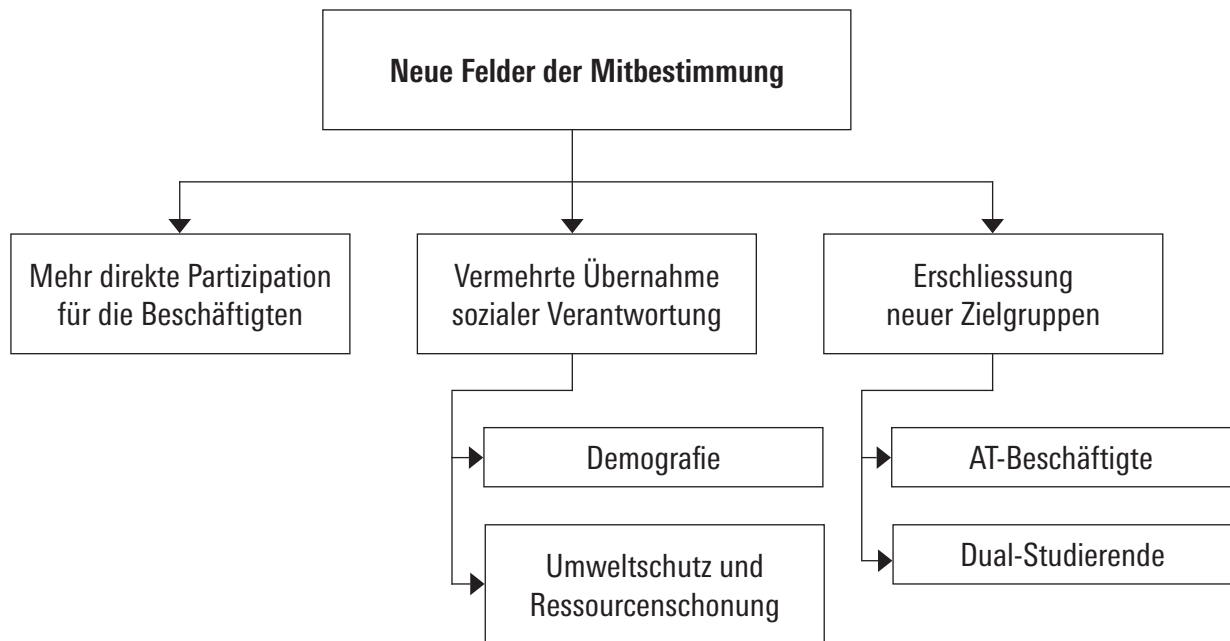 Neue Felder der Mitbestimmung
Mehr direkte Partizipation
für die Beschäftigten
Vermehrte Übernahme
sozialer Verantwortung
Erschliessung
neuer Zielgruppen
Demografie
Umweltschutz und
Ressourcenschonung
AT-Beschäftigte
Dual-Studierende